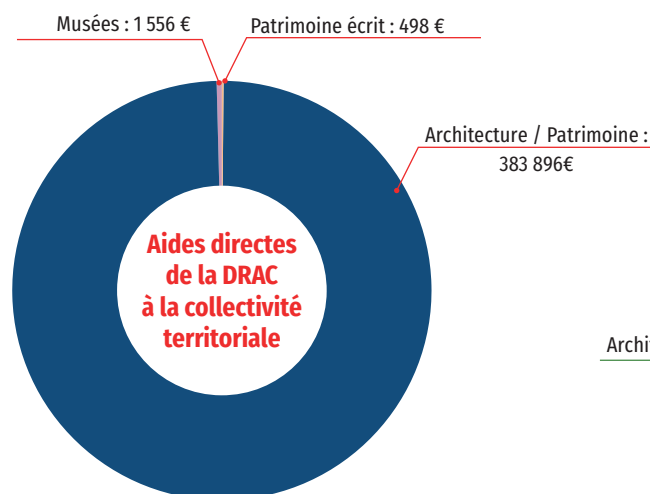 Musées : 1 556 €
Patrimoine écrit : 498 €
Architecture / Patrimoine :
383 896€
Aides directes
de la DRAC
à la collectivité
territoriale
Archi